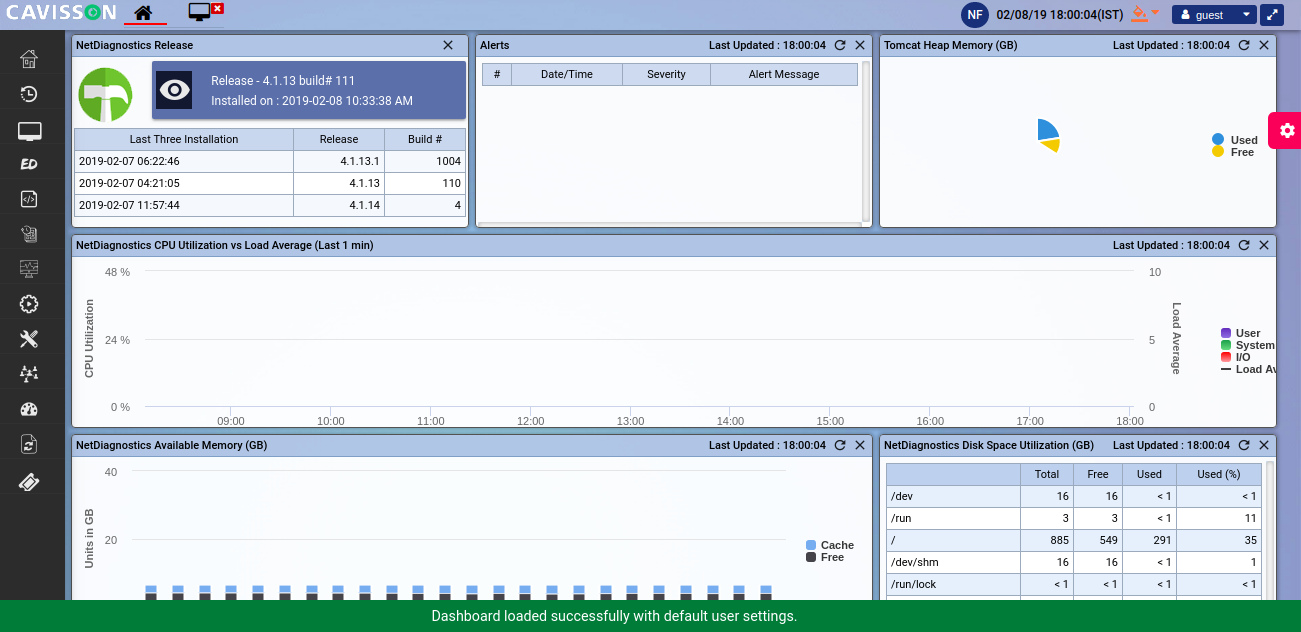 CAVISSON
NF 02/08/19 18:00:04(IST) guest
ED
NetDiagnostics Release
Release - 4.1.13 build# 111
Installed on : 2019-02-08 10:33:38 AM
Last Three Installation Release Build #
2019-02-07 06:22:46 4.1.13.1 1004
2019-02-07 04:21:05 4.1.13 110
2019-02-07 11:57:44 4.1.14 4
Alerts Last Updated : 18:00:04
# Date/Time Severity Alert Message
Tomcat Heap Memory (GB) Last Updated : 18:00:04
Used
Free
NetDiagnostics CPU Utilization vs Load Average (Last 1 min) Last Updated : 18:00:04
CPU Utilization
48 %
24 %
0 %
09:00 10:00 11:00 12:00 13:00 14:00 15:00 16:00 17:00 18:00
10
5
0
Load Average
User
System
I/O
Load Av
NetDiagnostics Available Memory (GB) Last Updated : 18:00:04
Units in GB
40
20
Cache
Free
NetDiagnostics Disk Space Utilization (GB) Last Updated : 18:00:04
Total Free Used Used (%)
/dev 16 16 < 1 < 1
/run 3 3 < 1 11
/ 885 549 291 35
/dev/shm 16 16 < 1 1
/run/lock < 1 < 1 < 1 < 1
Dashboard loaded successfully with default user settings.